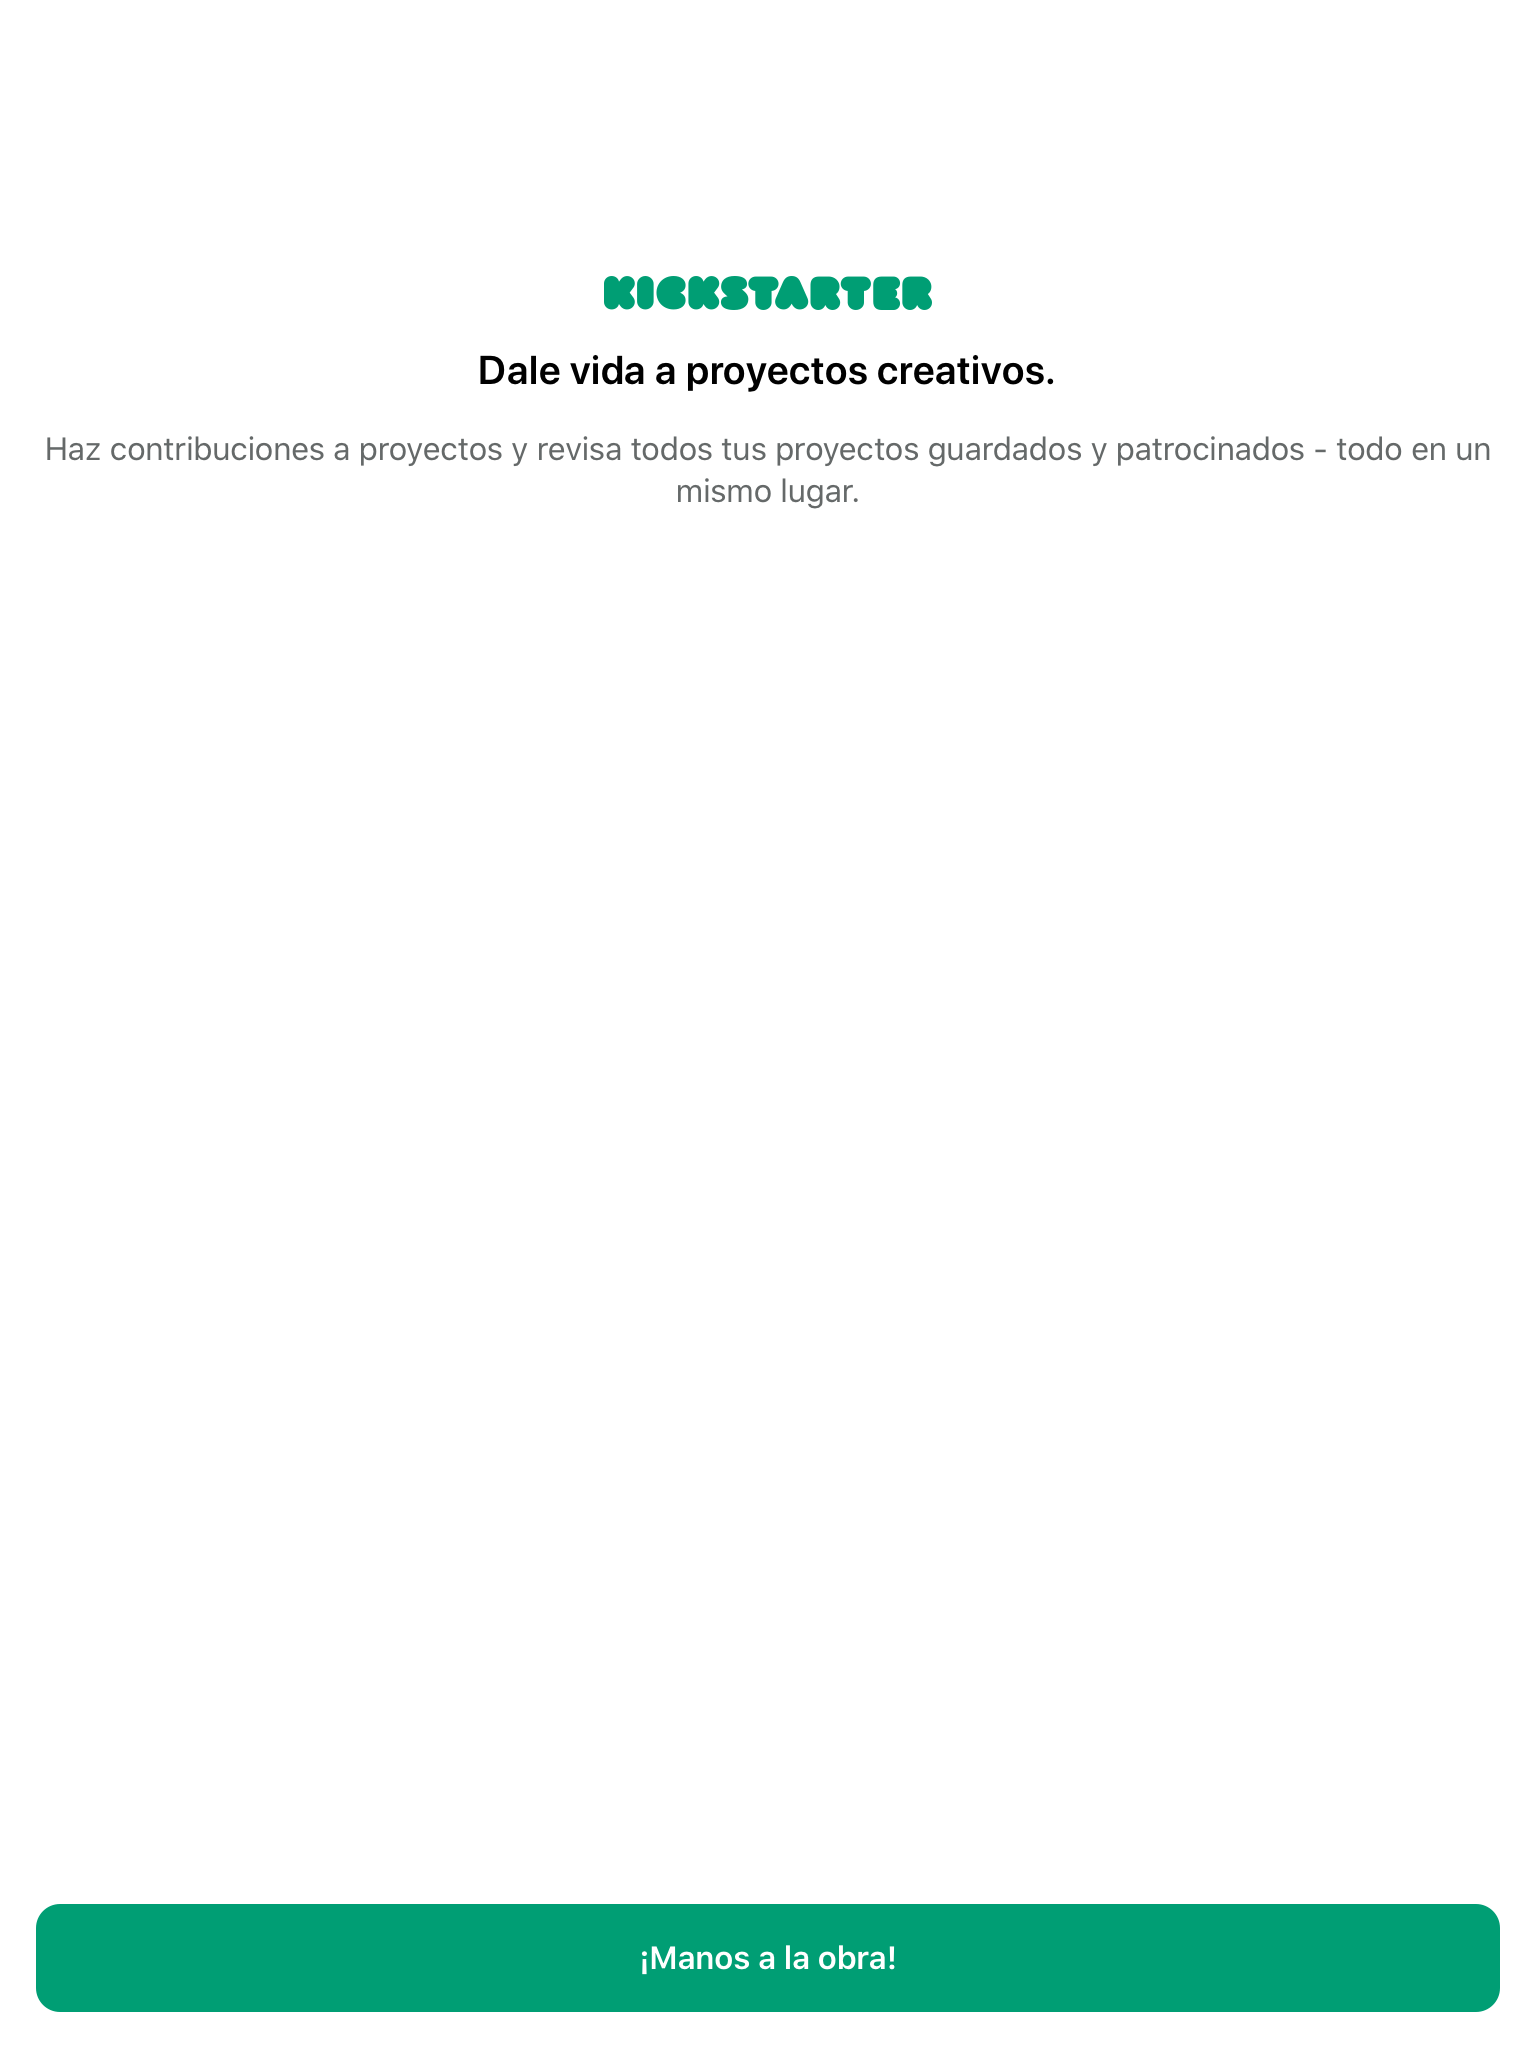 KICKSTARTER
Dale vida a proyectos creativos.
Haz contribuciones a proyectos y revisa todos tus proyectos guardados y patrocinados - todo en un
mismo lugar.
¡Manos a la obra!